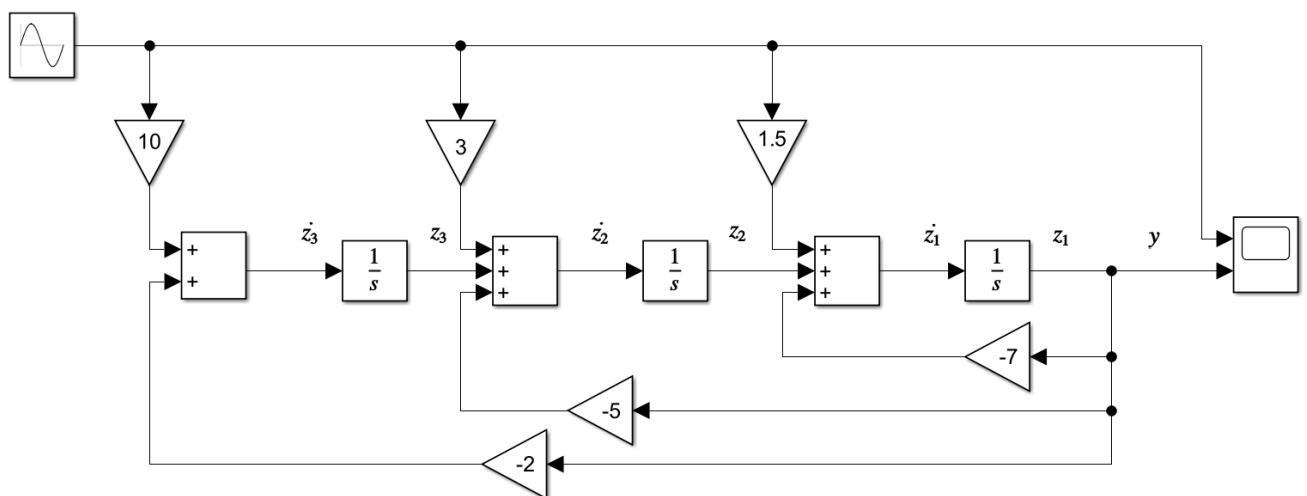 10
3
1.5
+
+
ż₃
1
s
z₃
+
+
+
ż₂
1
s
z₂
+
+
+
ż₁
1
s
z₁
y
-7
-5
-2